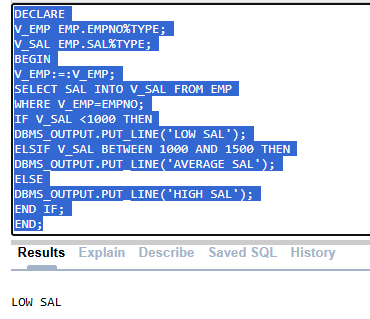 DECLARE
V_EMP EMP.EMPNO%TYPE;
V_SAL EMP.SAL%TYPE;
BEGIN
V_EMP:=:V_EMP;
SELECT SAL INTO V_SAL FROM EMP
WHERE V_EMP=EMPNO;
IF V_SAL <1000 THEN
DBMS_OUTPUT.PUT_LINE('LOW SAL');
ELSIF V_SAL BETWEEN 1000 AND 1500 THEN
DBMS_OUTPUT.PUT_LINE('AVERAGE SAL');
ELSE
DBMS_OUTPUT.PUT_LINE('HIGH SAL');
END IF;
END;
Results Explain Describe Saved SQL History
LOW SAL